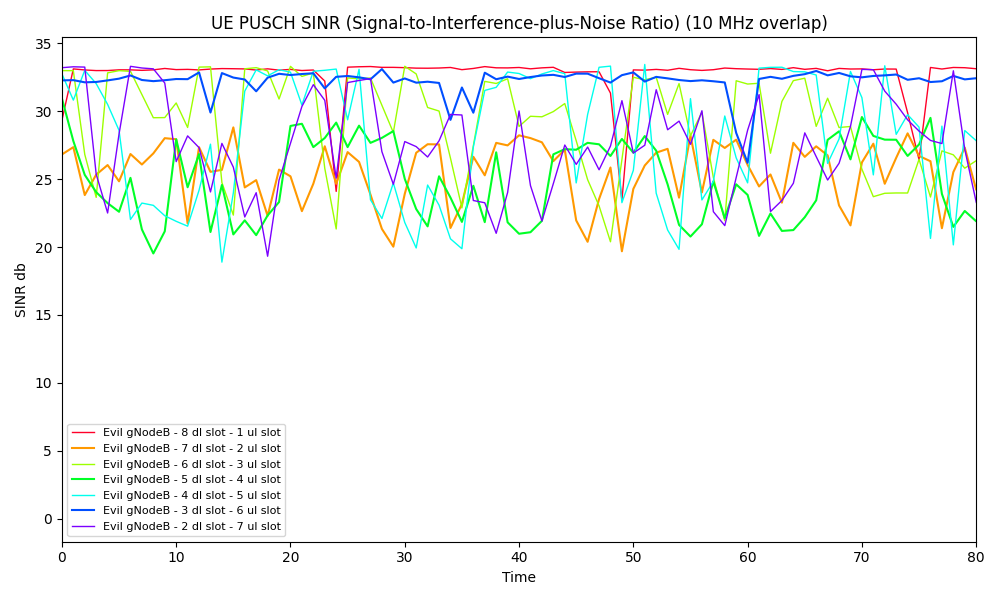 UE PUSCH SINR (Signal-to-Interference-plus-Noise Ratio) (10 MHz overlap)
SINR db
35
30
25
20
15
10
5
0
Evil gNodeB - 8 dl slot - 1 ul slot
Evil gNodeB - 7 dl slot - 2 ul slot
Evil gNodeB - 6 dl slot - 3 ul slot
Evil gNodeB - 5 dl slot - 4 ul slot
Evil gNodeB - 4 dl slot - 5 ul slot
Evil gNodeB - 3 dl slot - 6 ul slot
Evil gNodeB - 2 dl slot - 7 ul slot
0 10 20 30 40 50 60 70 80
Time